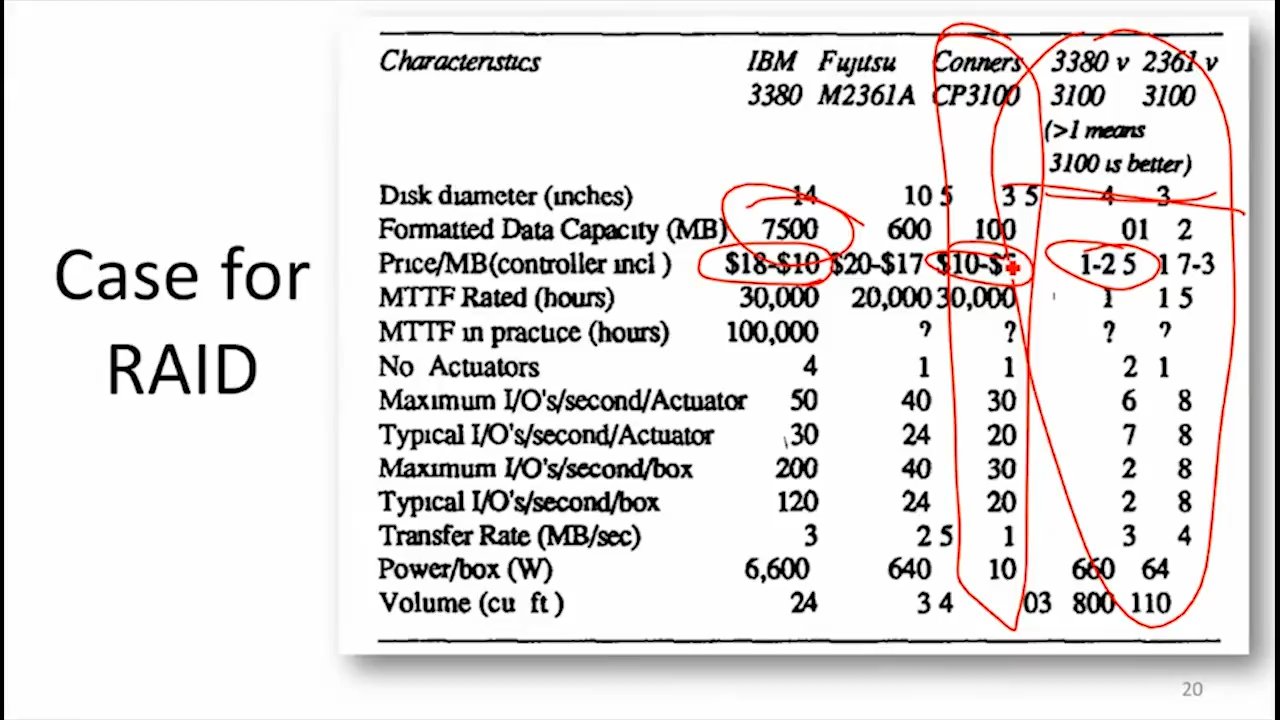 Case for
RAID
Characteristics IBM Fujitsu Conners 3380 v 2361 v
3380 M2361A CP3100 3100 3100
(>1 means
3100 is better)
Disk diameter (inches) 14 10 5 3 5 4 3
Formatted Data Capacity (MB) 7500 600 100 01 2
Price/MB(controller incl ) $18-$10 $20-$17 $10-$ 1-2 5 1 7-3
MTTF Rated (hours) 30,000 20,000 30,000 1 1 5
MTTF in practice (hours) 100,000 ? ? ? ?
No Actuators 4 1 1 2 1
Maximum I/O's/second/Actuator 50 40 30 6 8
Typical I/O's/second/Actuator 30 24 20 7 8
Maximum I/O's/second/box 200 40 30 2 8
Typical I/O's/second/box 120 24 20 2 8
Transfer Rate (MB/sec) 3 2 5 1 3 4
Power/box (W) 6,600 640 10 660 64
Volume (cu ft ) 24 3 4 03 800 110
20